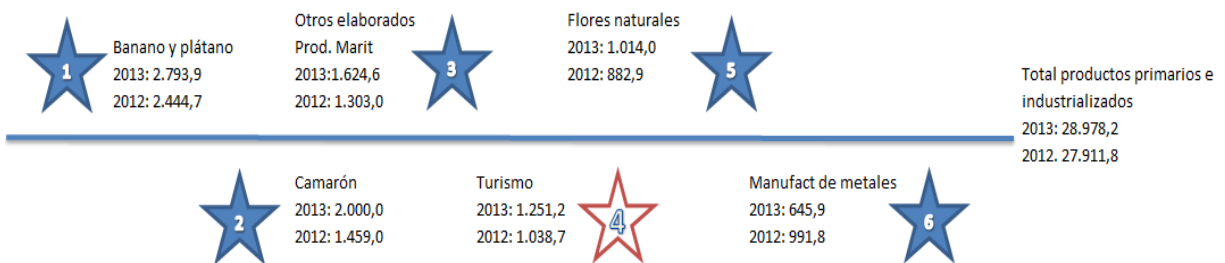 1
Banano y plátano
2013: 2.793,9
2012: 2.444,7
Otros elaborados
Prod. Marit
2013:1.624,6
2012: 1.303,0
3
Flores naturales
2013: 1.014,0
2012: 882,9
5
Total productos primarios e
industrializados
2013: 28.978,2
2012. 27.911,8
2
Camarón
2013: 2.000,0
2012: 1.459,0
Turismo
2013: 1.251,2
2012: 1.038,7
4
Manufact de metales
2013: 645,9
2012: 991,8
6